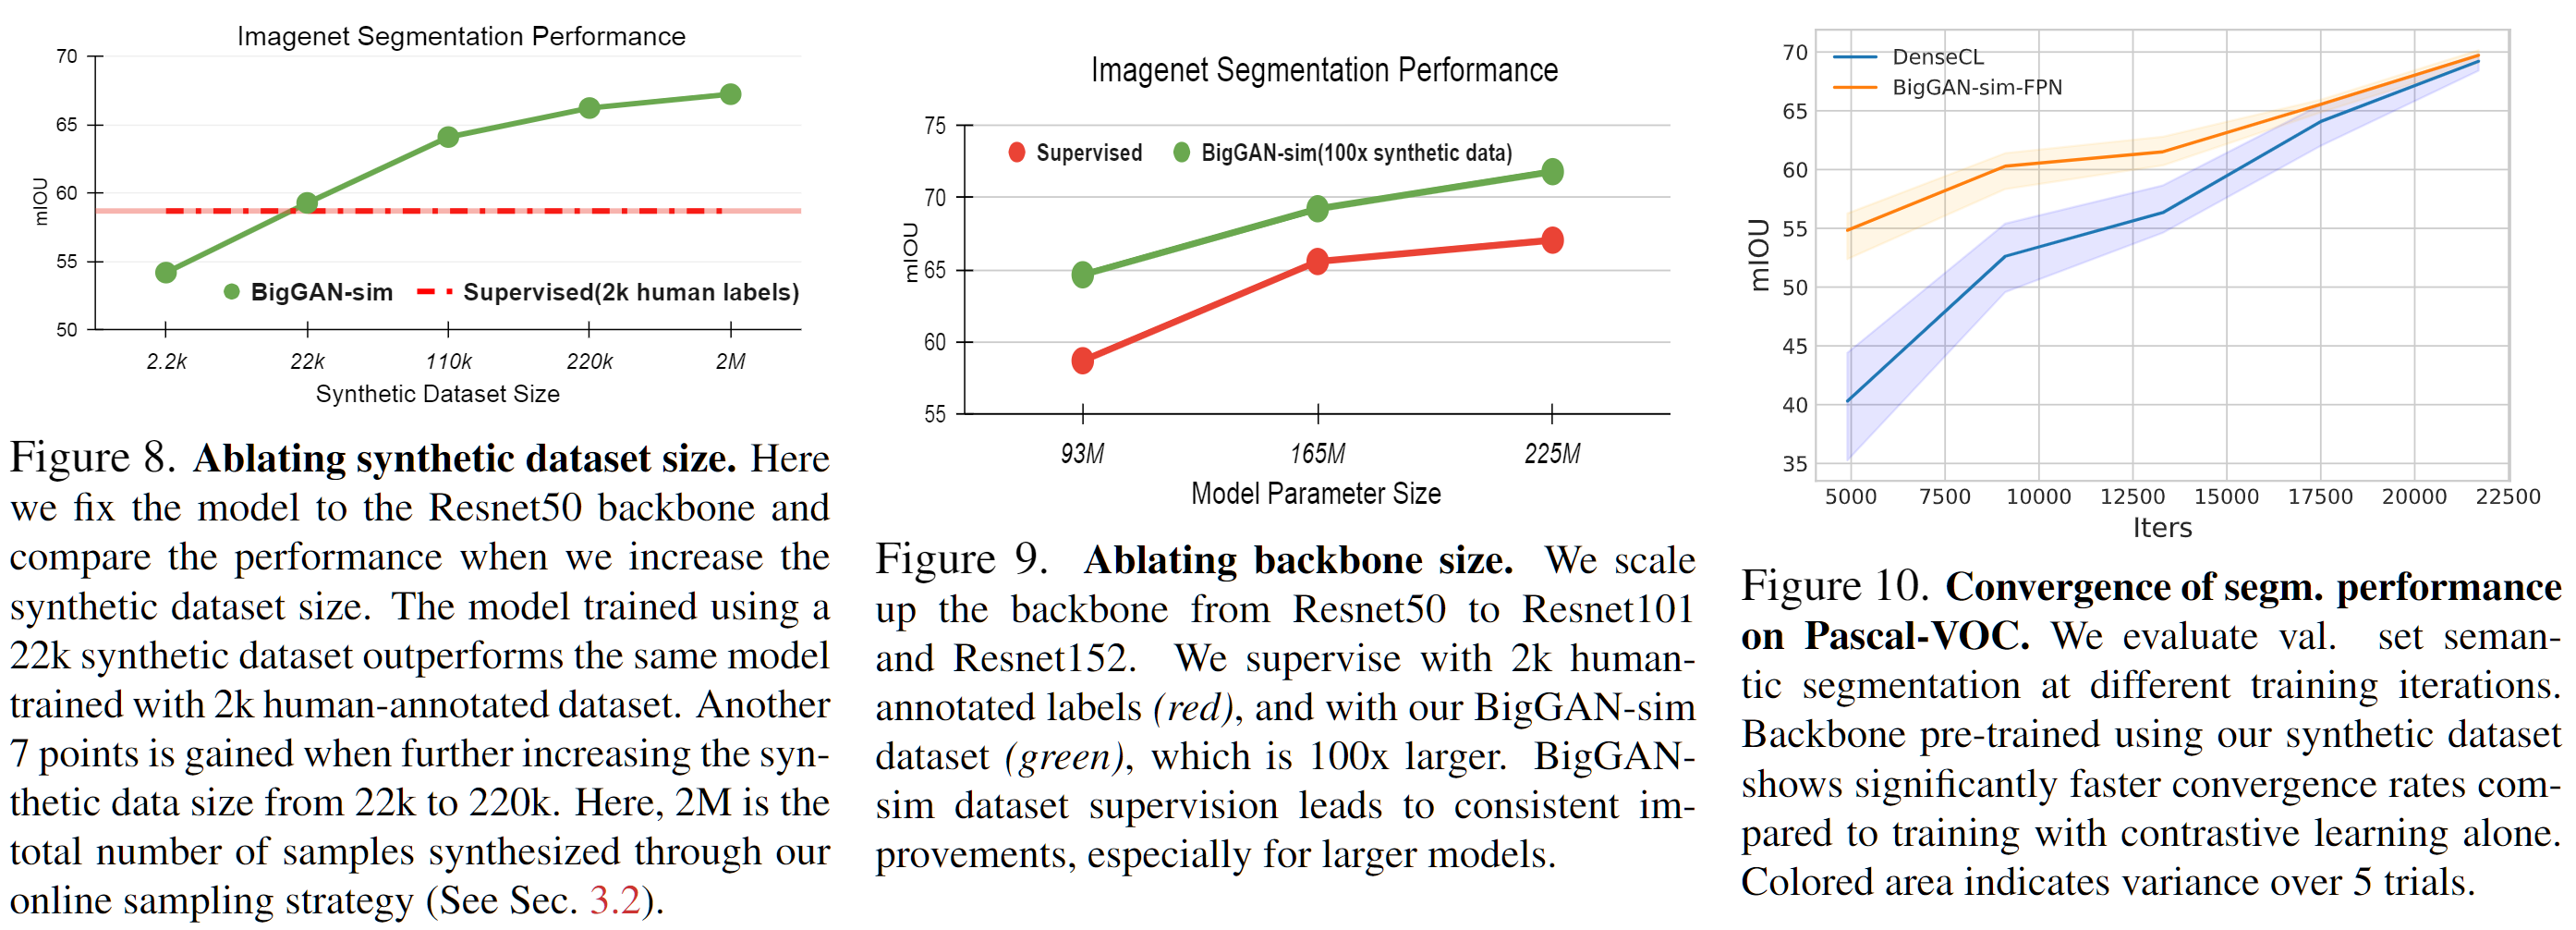 Imagenet Segmentation Performance
70
65
60
55
50
mIOU
BigGAN-sim
Supervised(2k human labels)
2.2k 22k 110k 220k 2M
Synthetic Dataset Size
Figure 8. Ablating synthetic dataset size. Here
we fix the model to the Resnet50 backbone and
compare the performance when we increase the
synthetic dataset size. The model trained using a
22k synthetic dataset outperforms the same model
trained with 2k human-annotated dataset. Another
7 points is gained when further increasing the syn-
thetic data size from 22k to 220k. Here, 2M is the
total number of samples synthesized through our
online sampling strategy (See Sec. 3.2).
Imagenet Segmentation Performance
75
70
65
60
55
mIOU
Supervised
BigGAN-sim(100x synthetic data)
93M 165M 225M
Model Parameter Size
Figure 9. Ablating backbone size. We scale
up the backbone from Resnet50 to Resnet101
and Resnet152. We supervise with 2k human-
annotated labels (red), and with our BigGAN-sim
dataset (green), which is 100x larger. BigGAN-
sim dataset supervision leads to consistent im-
provements, especially for larger models.
DenseCL
BigGAN-sim-FPN
70
65
60
55
50
45
40
35
mIOU
5000 7500 10000 12500 15000 17500 20000 22500
Iters
Figure 10. Convergence of segm. performance
on Pascal-VOC. We evaluate val. set seman-
tic segmentation at different training iterations.
Backbone pre-trained using our synthetic dataset
shows significantly faster convergence rates com-
pared to training with contrastive learning alone.
Colored area indicates variance over 5 trials.